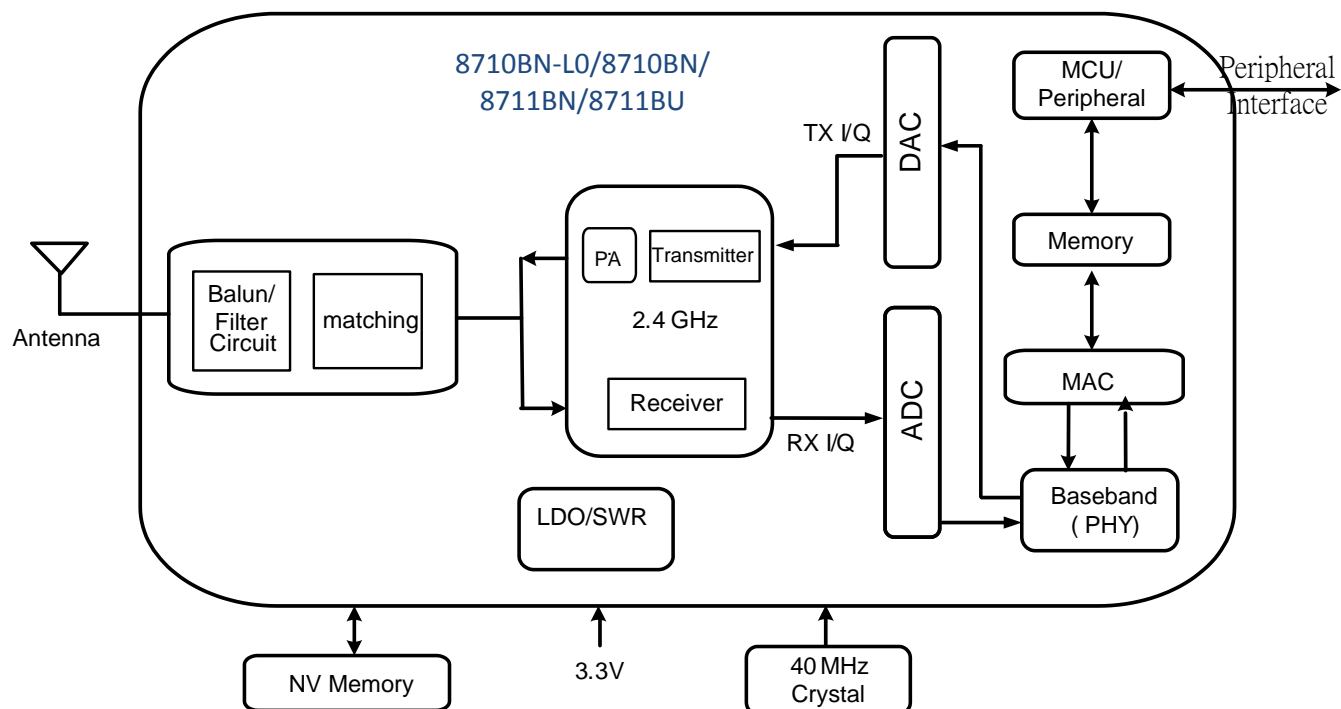 8710BN-L0/8710BN/
8711BN/8711BU
MCU/
Peripheral
Peripheral
Interface
TX I/Q
DAC
Memory
PA
Transmitter
2.4 GHz
Receiver
Balun/
Filter
Circuit
matching
Antenna
MAC
RX I/Q
ADC
Baseband
( PHY)
LDO/SWR
NV Memory
3.3V
40 MHz
Crystal